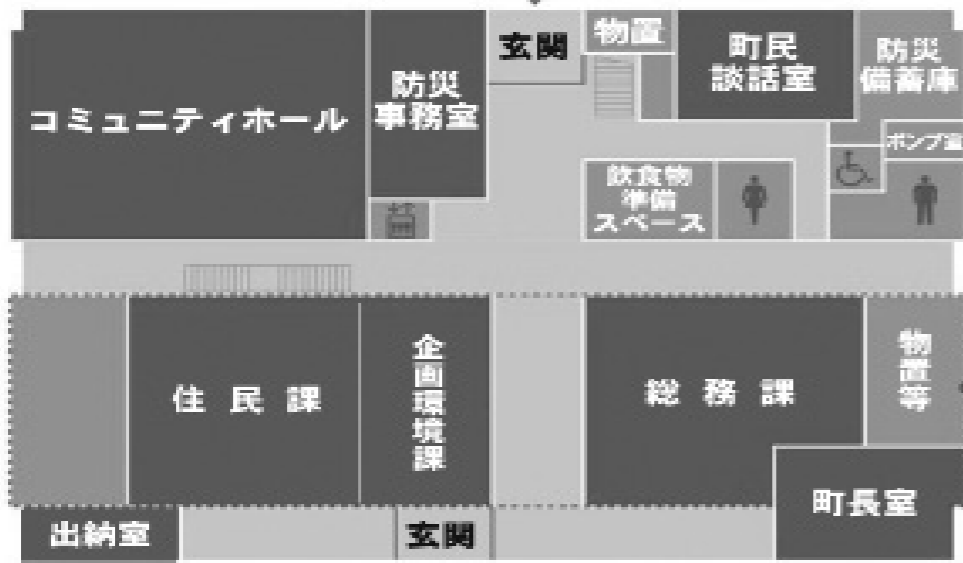 玄関
物置
町民
談話室
防災
備蓄庫
コミュニティホール
防災
事務室
ポンプ室
飲食物
準備
スペース
住民課
企画環境課
総務課
物置等
町長室
出納室
玄関